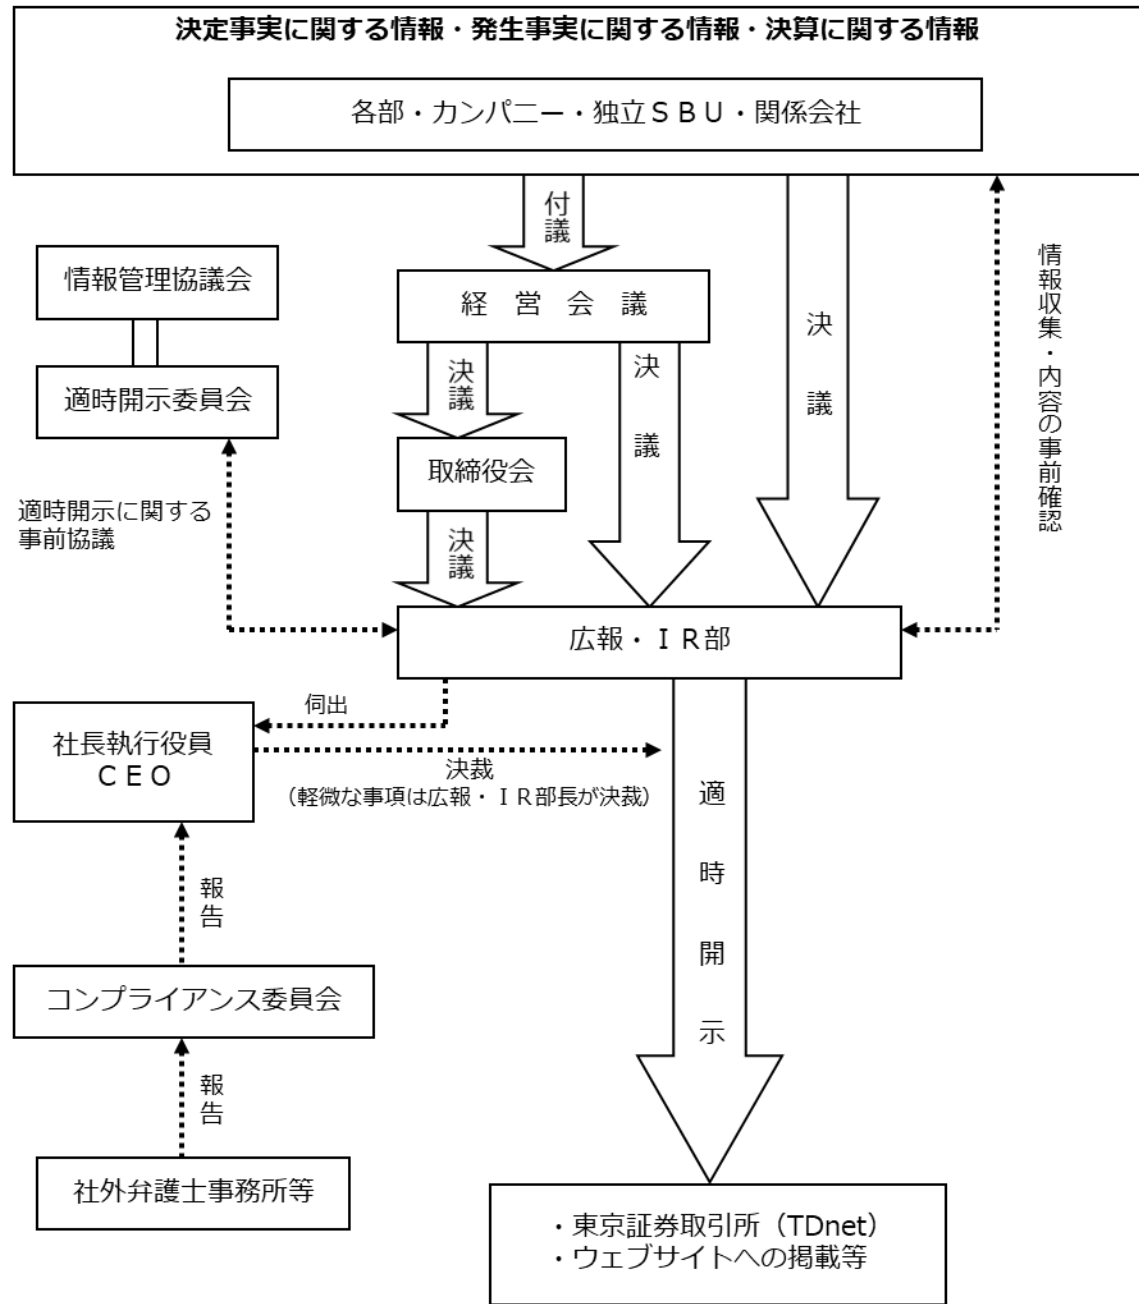 決定事実に関する情報・発生事実に関する情報・決算に関する情報
各部・カンパニー・独立ＳＢＵ・関係会社
付議
情報管理協議会
経営会議
決議
情報収集・内容の事前確認
適時開示委員会
決議
決議
取締役会
適時開示に関する
事前協議
決議
広報・ＩＲ部
伺出
社長執行役員
ＣＥＯ
決裁
（軽微な事項は広報・ＩＲ部長が決裁）
適時開示
報告
コンプライアンス委員会
報告
社外弁護士事務所等
・東京証券取引所（TDnet）
・ウェブサイトへの掲載等